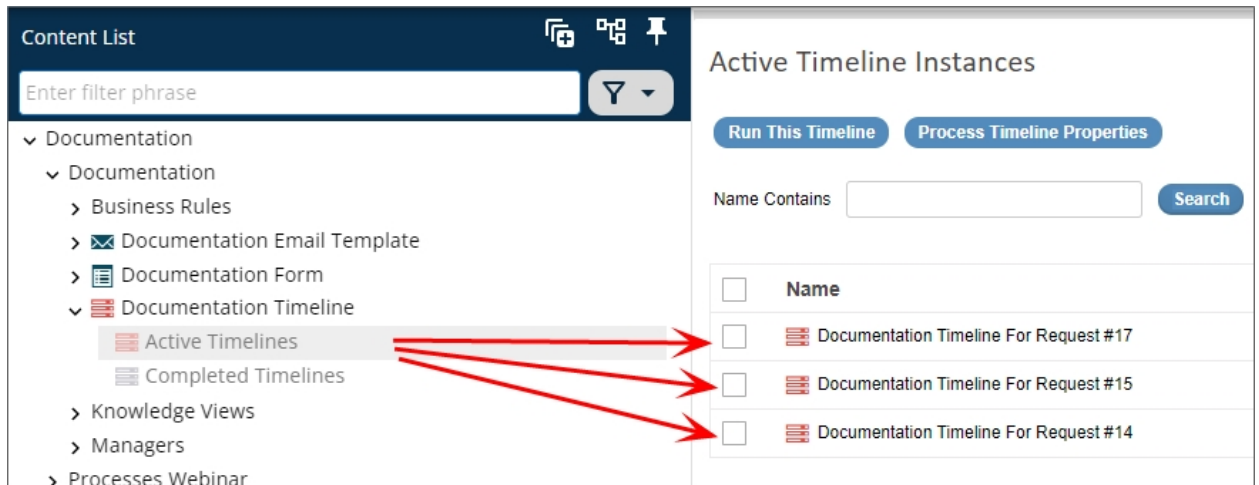 Content List
Enter filter phrase
Documentation
Documentation
Business Rules
Documentation Email Template
Documentation Form
Documentation Timeline
Active Timelines
Completed Timelines
Knowledge Views
Managers
Processes Webinar
Active Timeline Instances
Run This Timeline Process Timeline Properties
Name Contains Search
Name
Documentation Timeline For Request #17
Documentation Timeline For Request #15
Documentation Timeline For Request #14